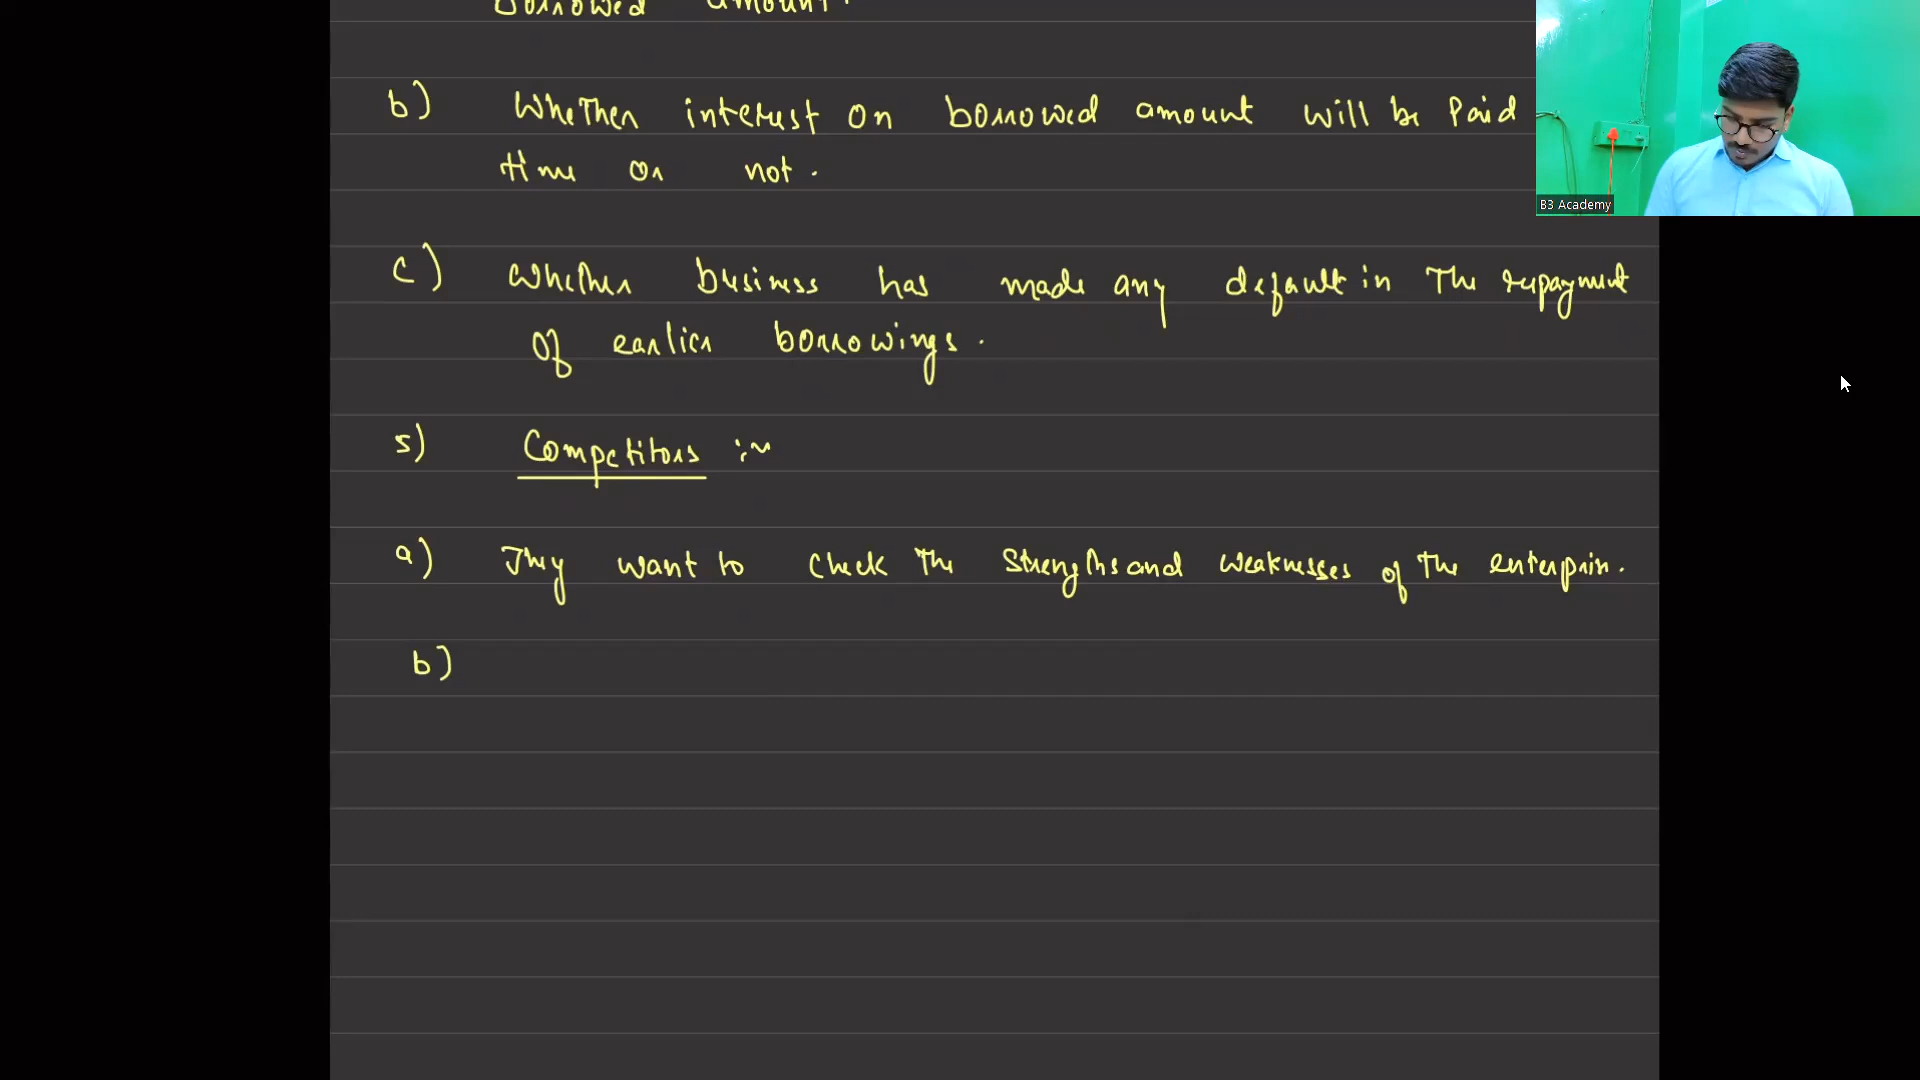 borrowed amount.
b) Whether interest on borrowed amount will be Paid
time or not.
B3 Academy
c) Whether business has made any default in The repayment
Of earlier borrowings.
5) Competitors :~
a) They want to check The Strengths and weaknesses of The enterprise.
b)